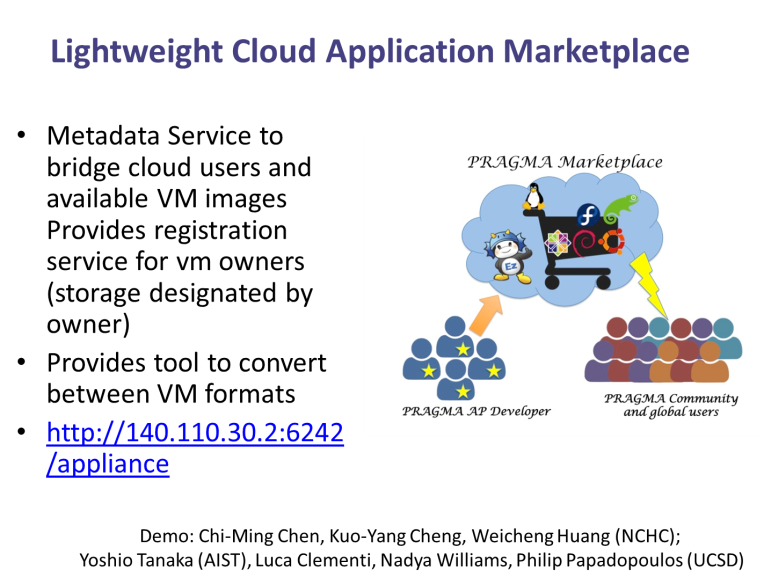 Lightweight Cloud Application Marketplace
• Metadata Service to
bridge cloud users and
available VM images
Provides registration
service for vm owners
(storage designated by
owner)
• Provides tool to convert
between VM formats
• http://140.110.30.2:6242
/appliance
PRAGMA Marketplace
Ez
PRAGMA AP Developer
PRAGMA Community
and global users
Demo: Chi-Ming Chen, Kuo-Yang Cheng, Weicheng Huang (NCHC);
Yoshio Tanaka (AIST), Luca Clementi, Nadya Williams, Philip Papadopoulos (UCSD)